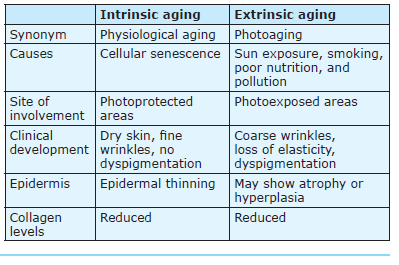 Intrinsic aging Extrinsic aging
Synonym Physiological aging Photoaging
Causes Cellular senescence Sun exposure, smoking,
poor nutrition, and
pollution
Site of Photoprotected Photoexposed areas
involvement areas
Clinical Dry skin, fine Coarse wrinkles,
development wrinkles, no loss of elasticity,
dyspigmentation dyspigmentation
Epidermis Epidermal thinning May show atrophy or
hyperplasia
Collagen Reduced Reduced
levels